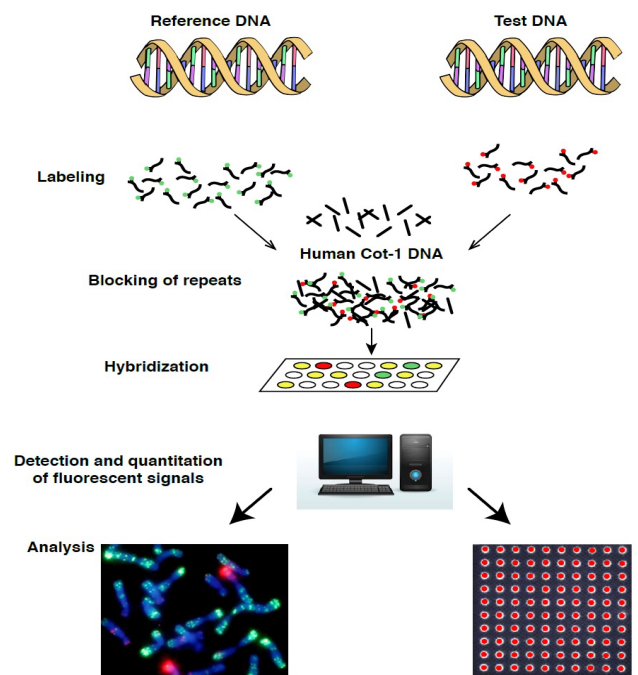 Reference DNA
Test DNA
Labeling
Human Cot-1 DNA
Blocking of repeats
Hybridization
Detection and quantitation
of fluorescent signals
Analysis